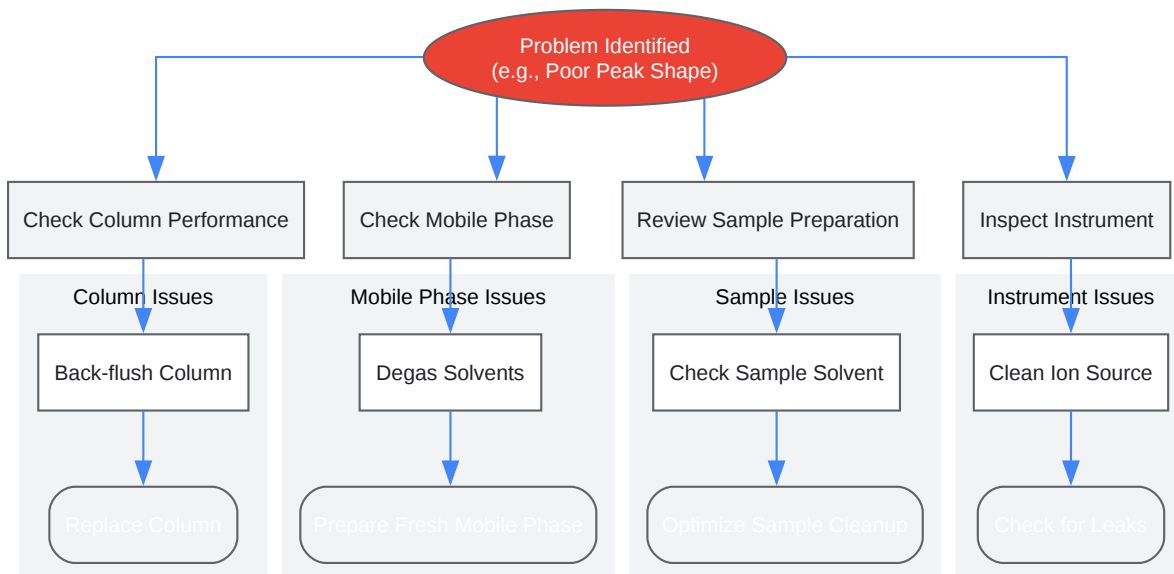 Problem Identified
(e.g., Poor Peak Shape)
Check Column Performance
Check Mobile Phase
Review Sample Preparation
Inspect Instrument
Column Issues
Mobile Phase Issues
Sample Issues
Instrument Issues
Back-flush Column
Degas Solvents
Check Sample Solvent
Clean Ion Source
Replace Column
Prepare Fresh Mobile Phase
Optimize Sample Cleanup
Check for Leaks